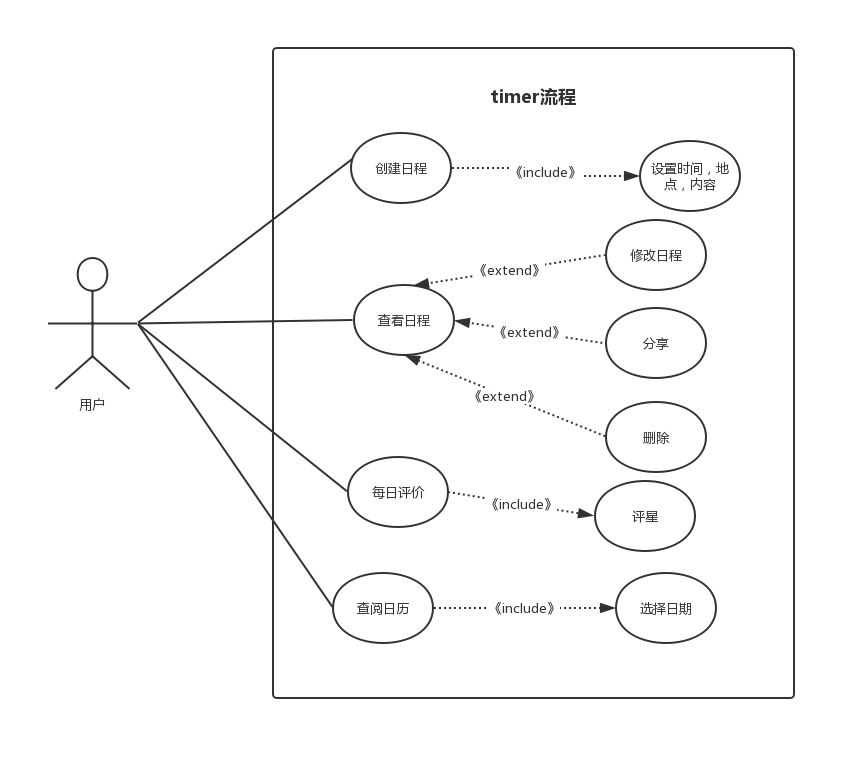 timer流程
创建日程
《include》
设置时间，地
点，内容
修改日程
《extend》
查看日程
《extend》
分享
用户
《extend》
删除
每日评价
《include》
评星
查阅日历
《include》
选择日期